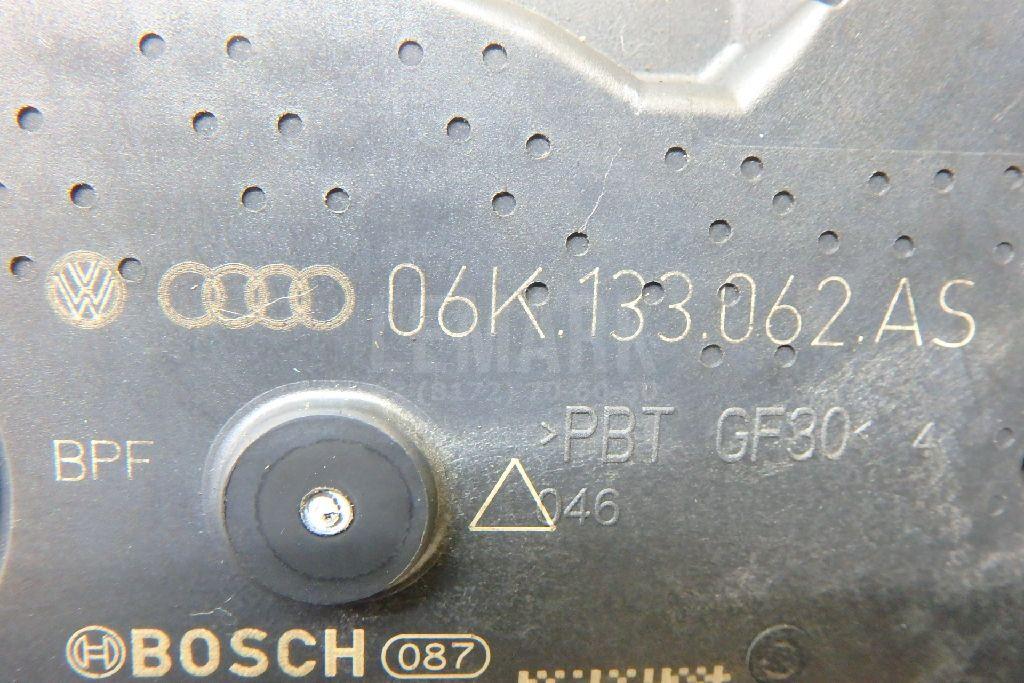 06K.133.062.AS
>PBT GF30< 4
BPF
046
BOSCH 087